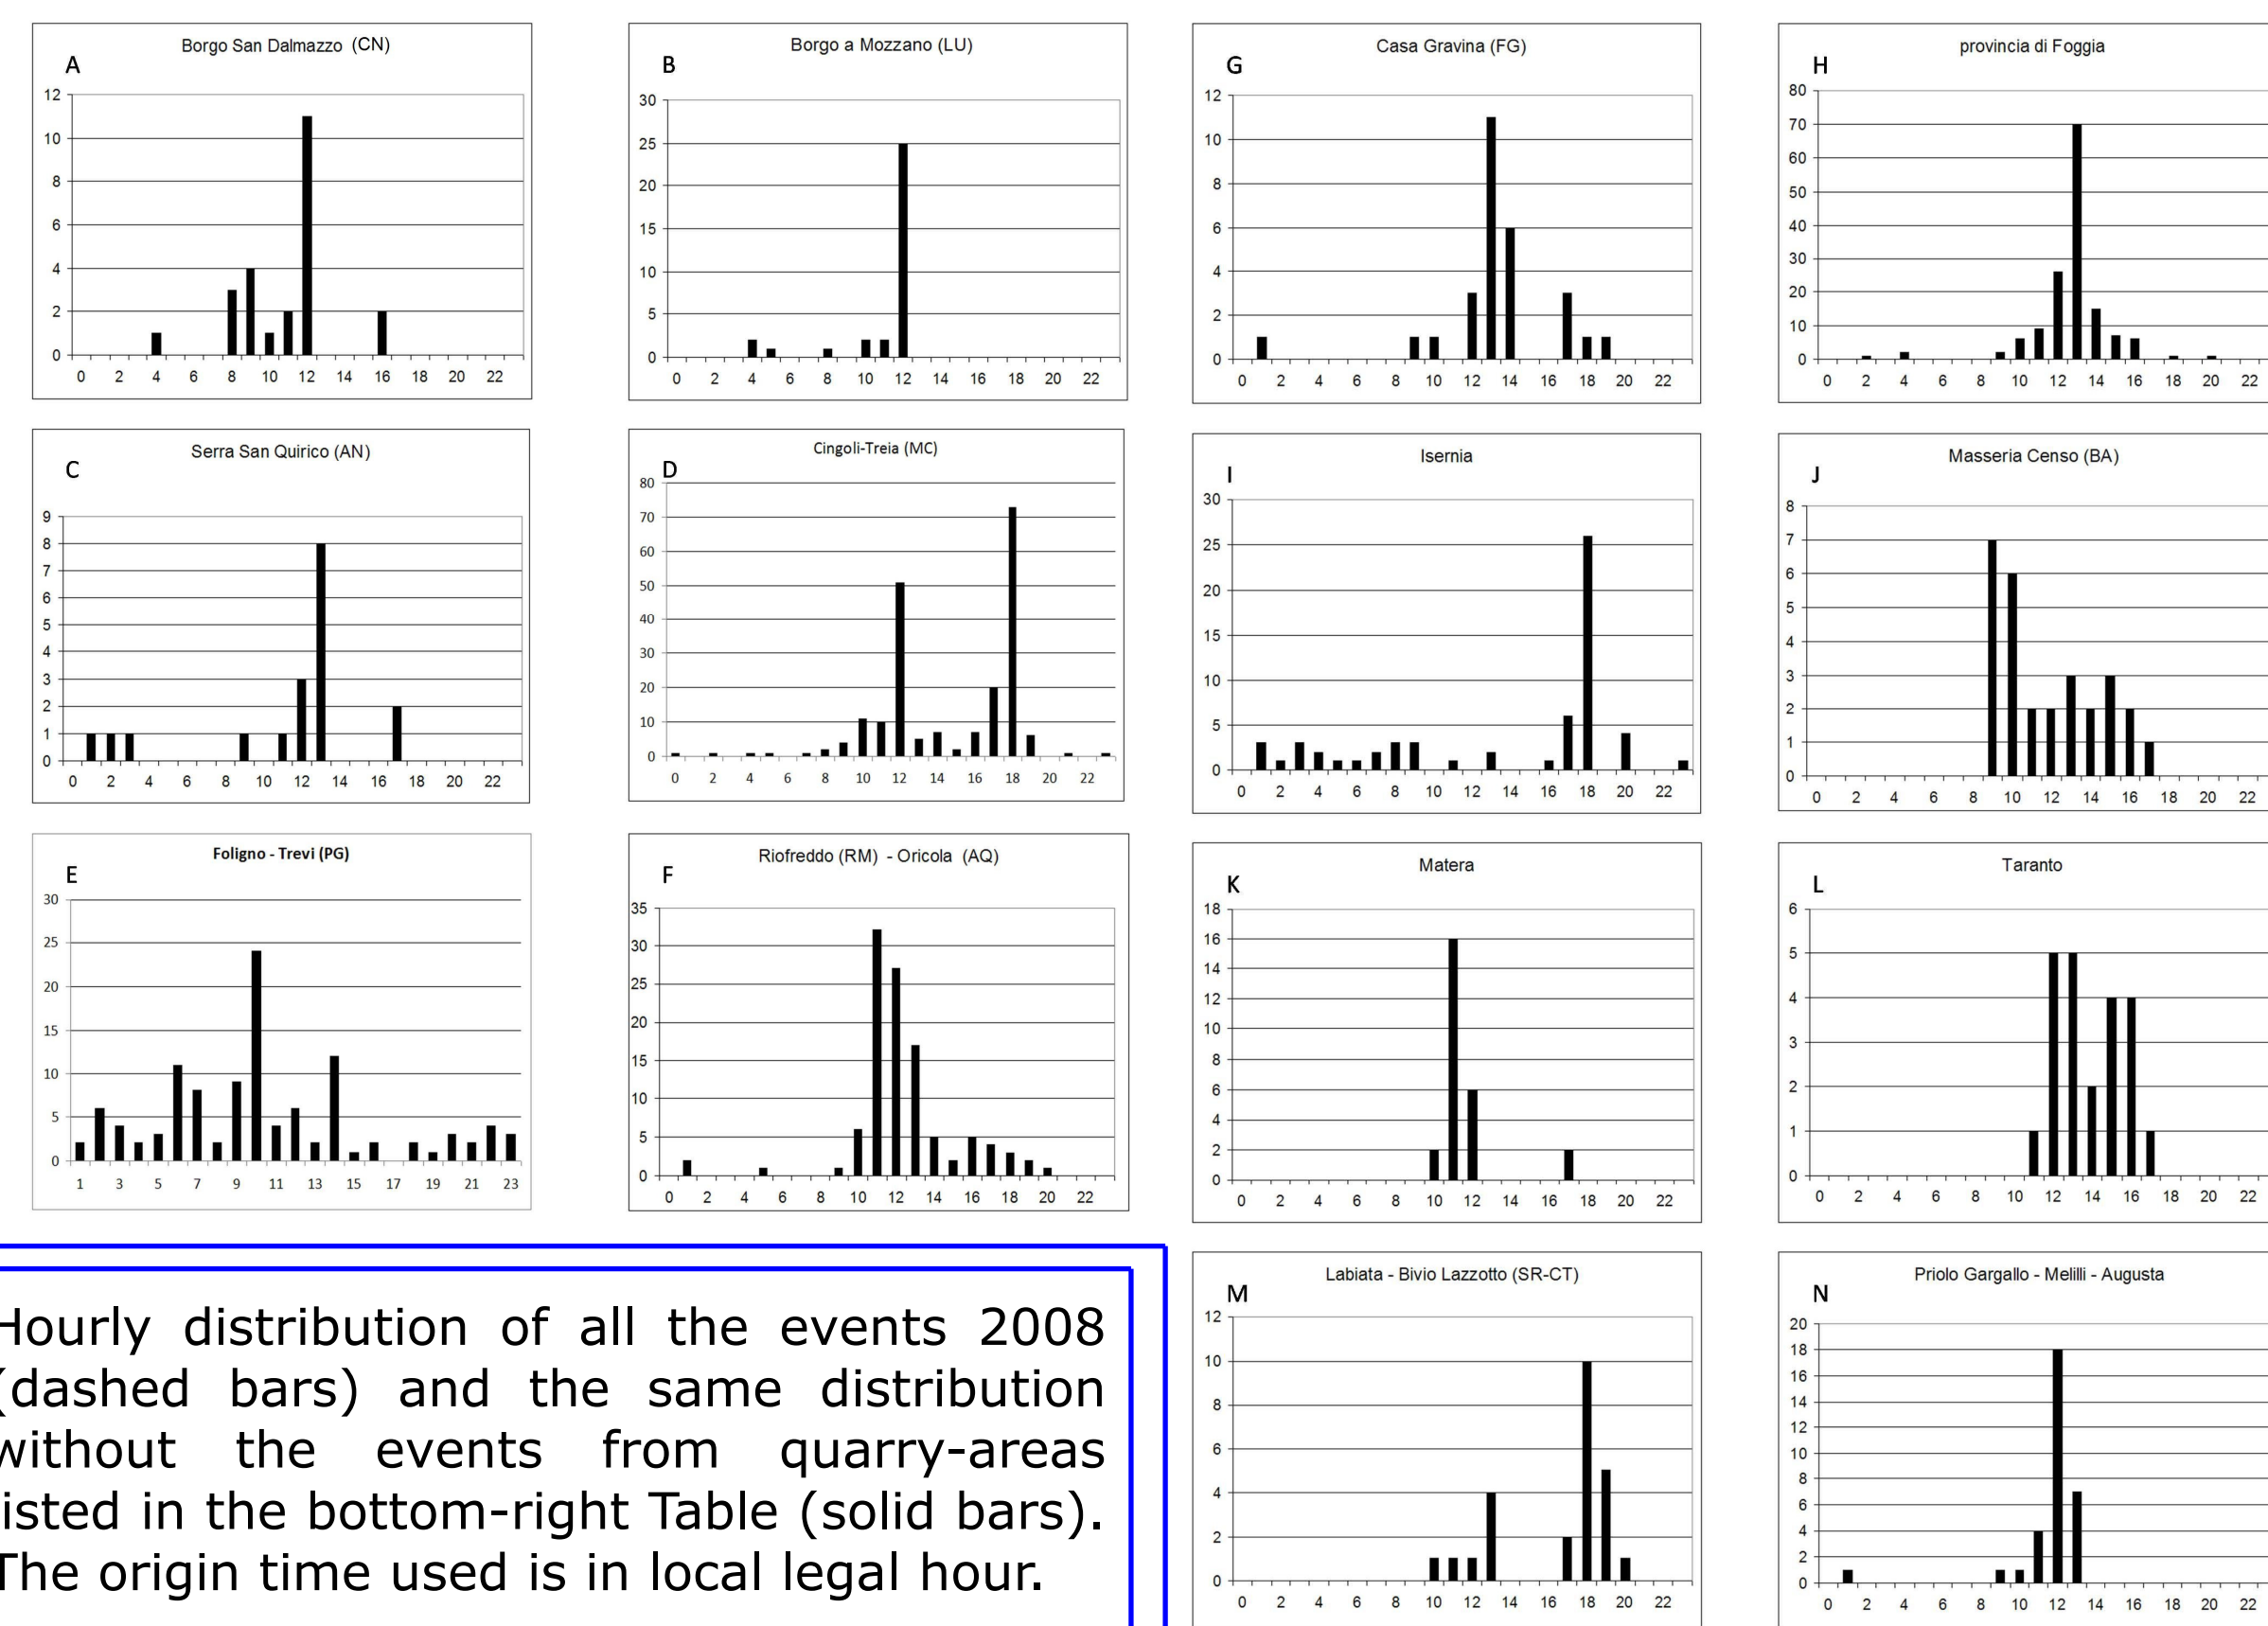 Borgo San Dalmazzo (CN)
A
12
10
8
6
4
2
0
0 2 4 6 8 10 12 14 16 18 20 22
Borgo a Mozzano (LU)
B
30
25
20
15
10
5
0
0 2 4 6 8 10 12 14 16 18 20 22
Casa Gravina (FG)
G
12
10
8
6
4
2
0
0 2 4 6 8 10 12 14 16 18 20 22
provincia di Foggia
H
80
70
60
50
40
30
20
10
0
0 2 4 6 8 10 12 14 16 18 20 22
Serra San Quirico (AN)
C
9
8
7
6
5
4
3
2
1
0
0 2 4 6 8 10 12 14 16 18 20 22
Cingoli-Treia (MC)
D
80
70
60
50
40
30
20
10
0
0 2 4 6 8 10 12 14 16 18 20 22
Isernia
I
30
25
20
15
10
5
0
0 2 4 6 8 10 12 14 16 18 20 22
Masseria Censo (BA)
J
8
7
6
5
4
3
2
1
0
0 2 4 6 8 10 12 14 16 18 20 22
Foligno - Trevi (PG)
E
30
25
20
15
10
5
0
1 3 5 7 9 11 13 15 17 19 21 23
Riofreddo (RM) - Oricola (AQ)
F
35
30
25
20
15
10
5
0
0 2 4 6 8 10 12 14 16 18 20 22
Matera
K
18
16
14
12
10
8
6
4
2
0
0 2 4 6 8 10 12 14 16 18 20 22
Taranto
L
6
5
4
3
2
1
0
0 2 4 6 8 10 12 14 16 18 20 22
Hourly distribution of all the events 2008
(dashed bars) and the same distribution
without the events from quarry-areas
listed in the bottom-right Table (solid bars).
The origin time used is in local legal hour.
Labiata - Bivio Lazzotto (SR-CT)
M
12
10
8
6
4
2
0
0 2 4 6 8 10 12 14 16 18 20 22
Priolo Gargallo - Melilli - Augusta
N
20
18
16
14
12
10
8
6
4
2
0
0 2 4 6 8 10 12 14 16 18 20 22